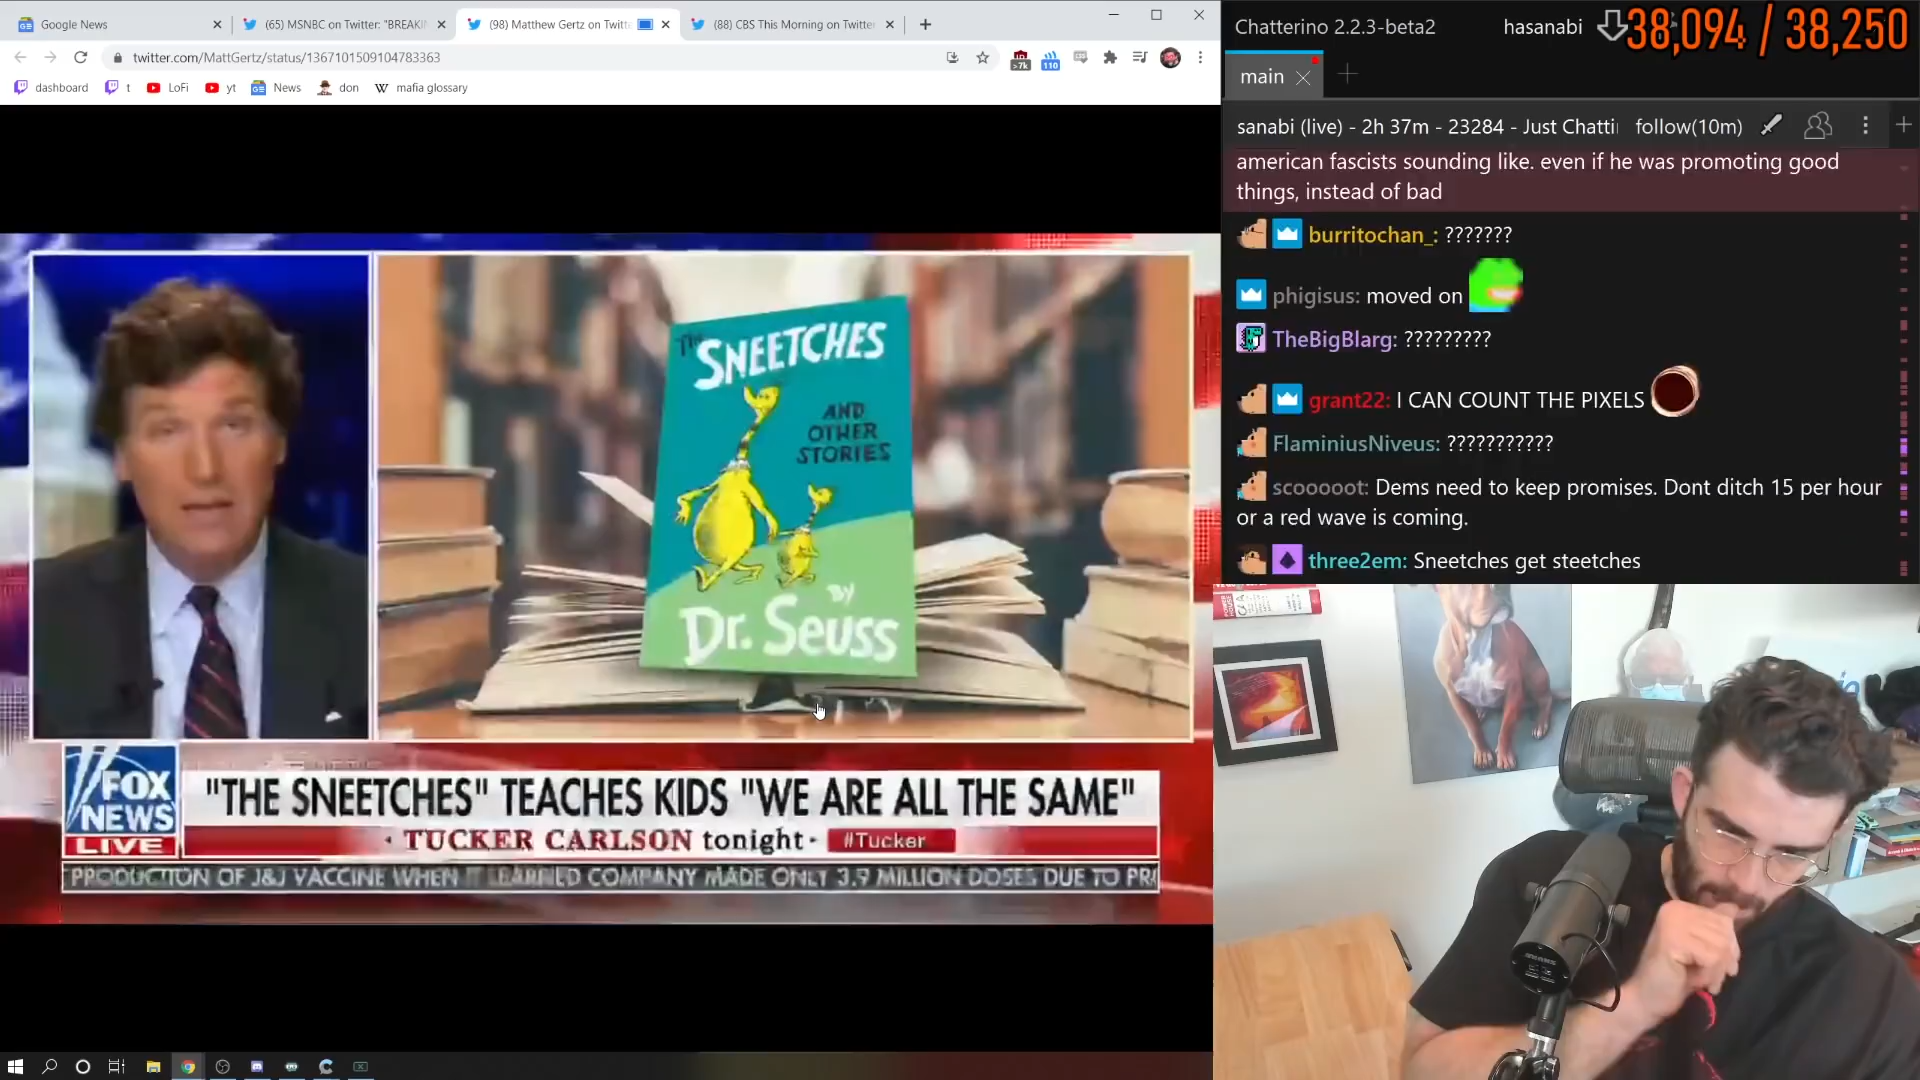 Google News
(65) MSNBC on Twitter: "BREAKIN
(98) Matthew Gertz on Twitt
(88) CBS This Morning on Twitter
twitter.com/MattGertz/status/1367101509104783363
>7k
110
dashboard
t
LoFi
yt
News
don
W mafia glossary
The
SNEETCHES
AND
OTHER
STORIES
BY
Dr. Seuss
FOX
NEWS
LIVE
"THE SNEETCHES" TEACHES KIDS "WE ARE ALL THE SAME"
TUCKER CARLSON tonight · #Tucker
PRODUCTION OF J&J VACCINE WHEN IT LEARNED COMPANY MADE ONLY 3.9 MILLION DOSES DUE TO
Chatterino 2.2.3-beta2
hasanabi
38,094 / 38,250
main
sanabi (live) - 2h 37m - 23284 - Just Chatti
follow(10m)
american fascists sounding like. even if he was promoting good
things, instead of bad
burritochan_: ???????
phigisus: moved on
TheBigBlarg: ?????????
grant22: I CAN COUNT THE PIXELS
FlaminiusNiveus: ???????????
scooooot: Dems need to keep promises. Dont ditch 15 per hour
or a red wave is coming.
three2em: Sneetches get steetches